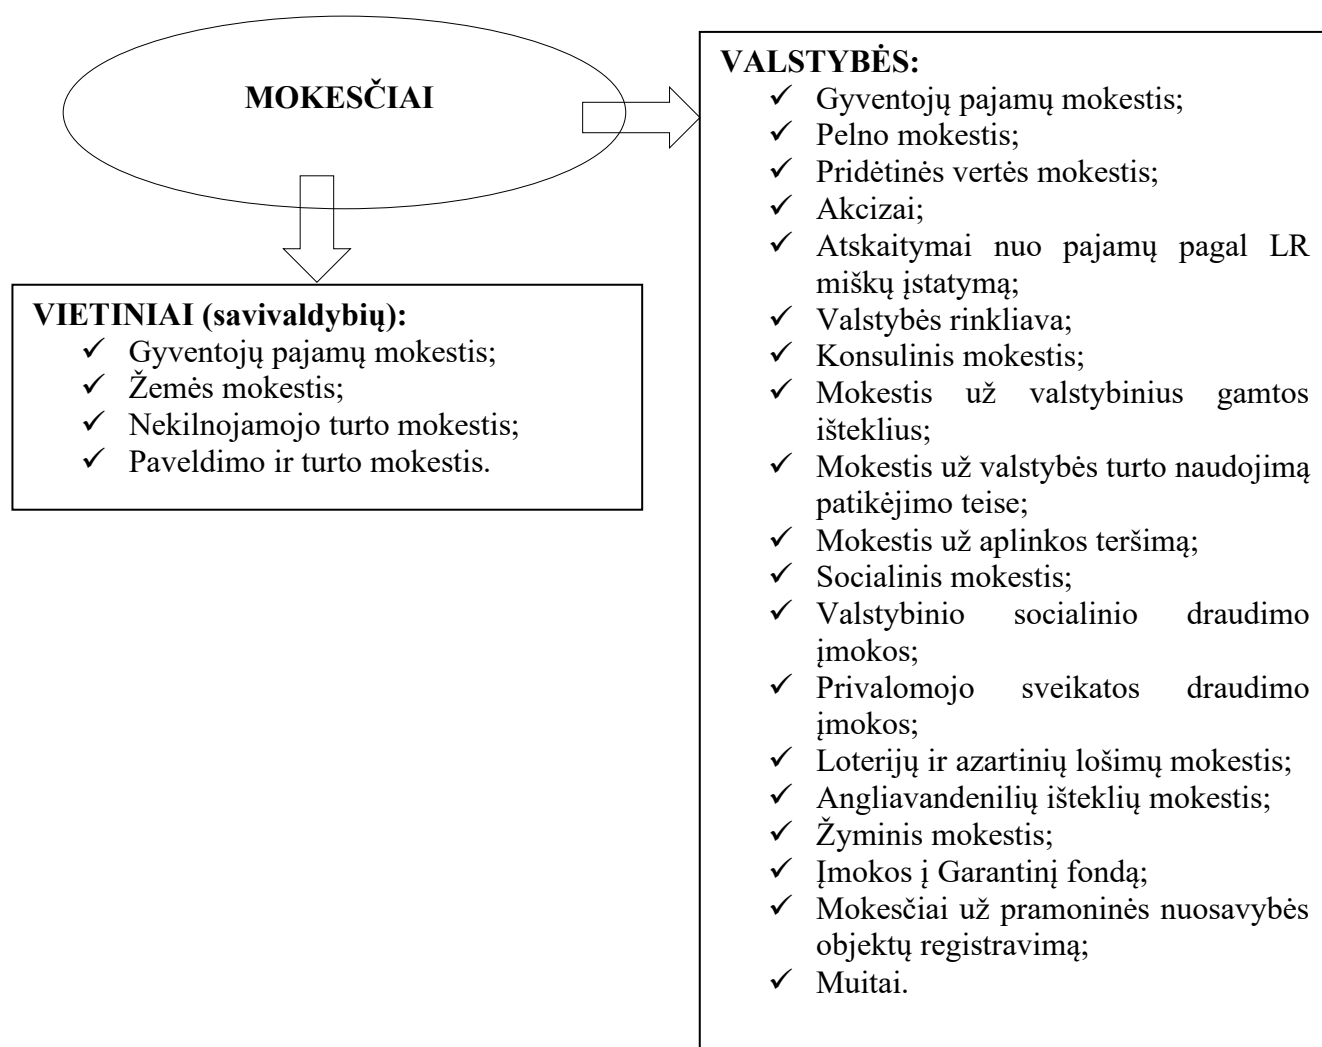 MOKESČIAI
VIETINIAI (savivaldybių):
✓ Gyventojų pajamų mokestis;
✓ Žemės mokestis;
✓ Nekilnojamojo turto mokestis;
✓ Paveldimo ir turto mokestis.
VALSTYBĖS:
✓ Gyventojų pajamų mokestis;
✓ Pelno mokestis;
✓ Pridėtinės vertės mokestis;
✓ Akcizai;
✓ Atskaitymai nuo pajamų pagal LR
miškų įstatymą;
✓ Valstybės rinkliava;
✓ Konsulinis mokestis;
✓ Mokestis už valstybinius gamtos
išteklius;
✓ Mokestis už valstybės turto naudojimą
patikėjimo teise;
✓ Mokestis už aplinkos teršimą;
✓ Socialinis mokestis;
✓ Valstybinio socialinio draudimo
įmokos;
✓ Privalomojo sveikatos draudimo
įmokos;
✓ Loterijų ir azartinių lošimų mokestis;
✓ Angliavandenilių išteklių mokestis;
✓ Žyminis mokestis;
✓ Įmokos į Garantinį fondą;
✓ Mokesčiai už pramoninės nuosavybės
objektų registravimą;
✓ Muitai.